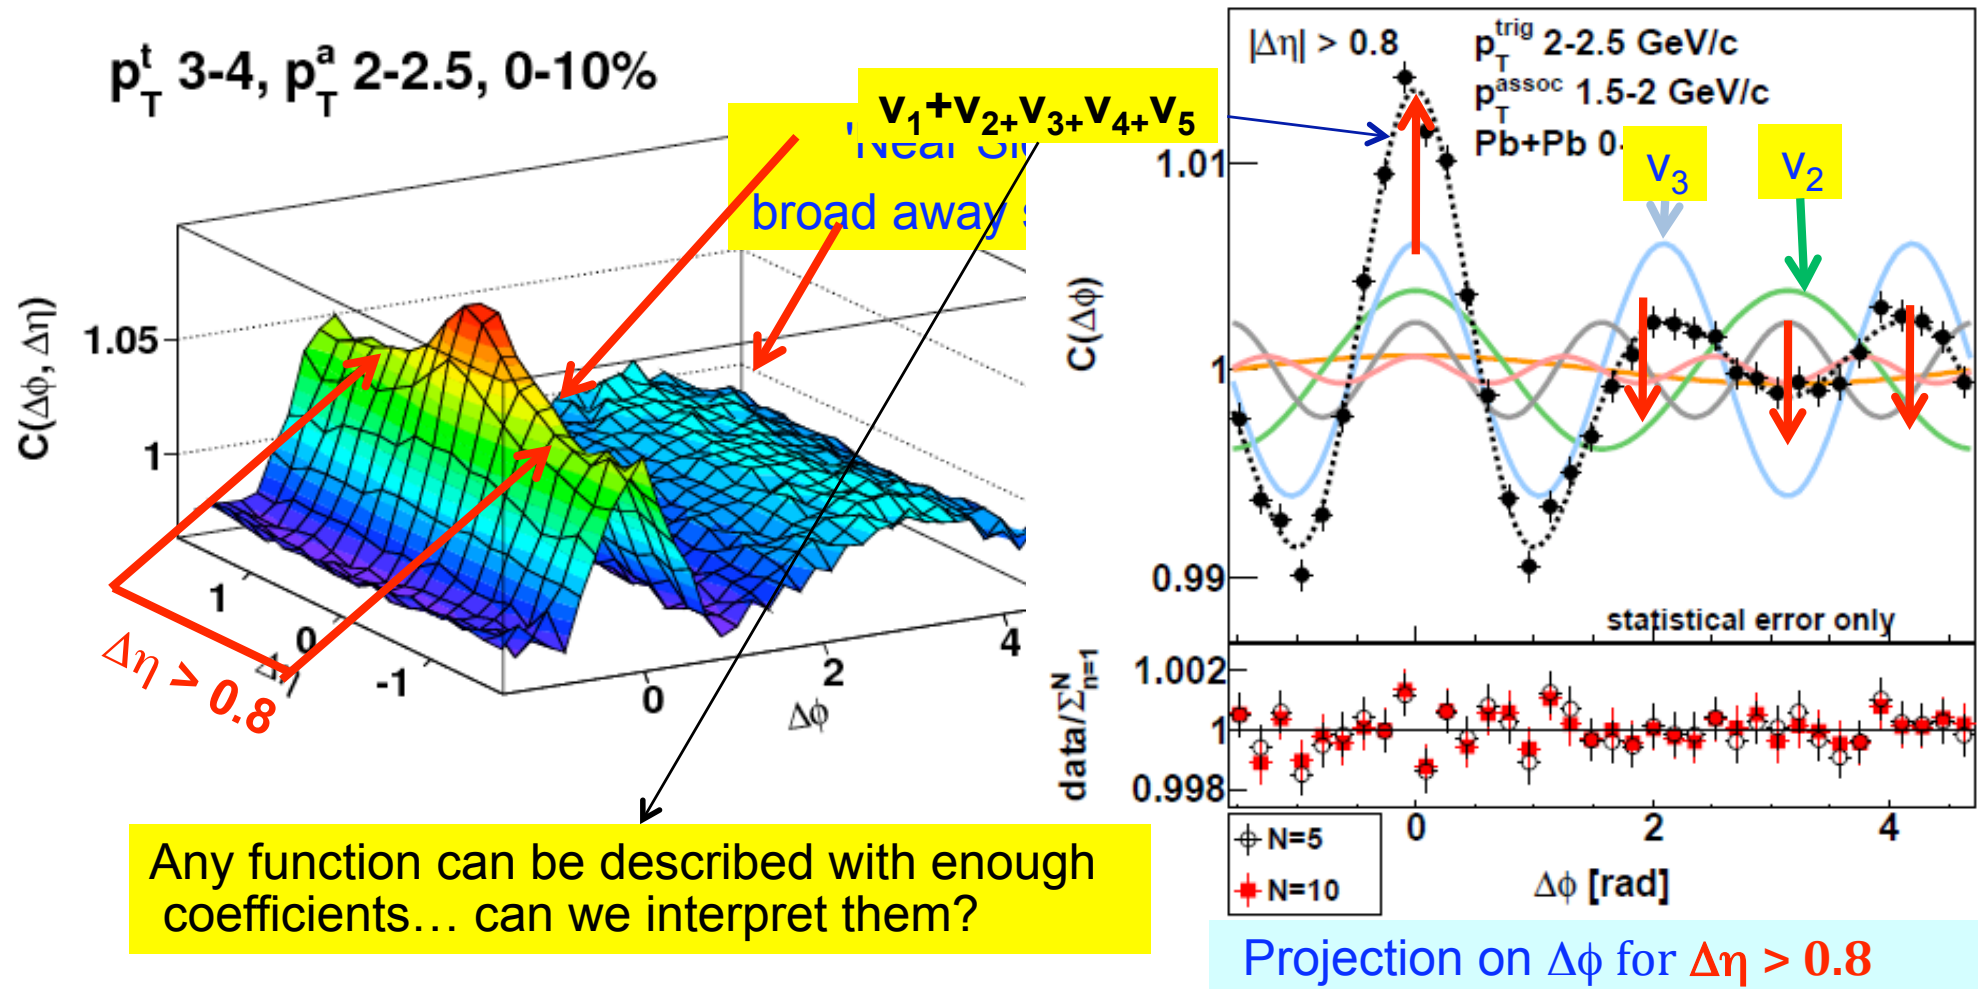 p_T^t 3-4, p_T^a 2-2.5, 0-10%
v₁+v₂₊v₃₊v₄₊v₅
'Near
broad away
C(Δϕ, Δη)
1.05
1
1
0
-1
Δη
Δη > 0.8
0
2
4
Δϕ
Any function can be described with enough
coefficients… can we interpret them?
|Δη| > 0.8
p_T^trig 2-2.5 GeV/c
p_T^assoc 1.5-2 GeV/c
Pb+Pb 0-
v₃
v₂
C(Δϕ)
1.01
1
0.99
statistical error only
data/Σ_{n=1}^N
1.002
1
0.998
0
2
4
N=5
N=10
Δϕ [rad]
Projection on Δϕ for Δη > 0.8